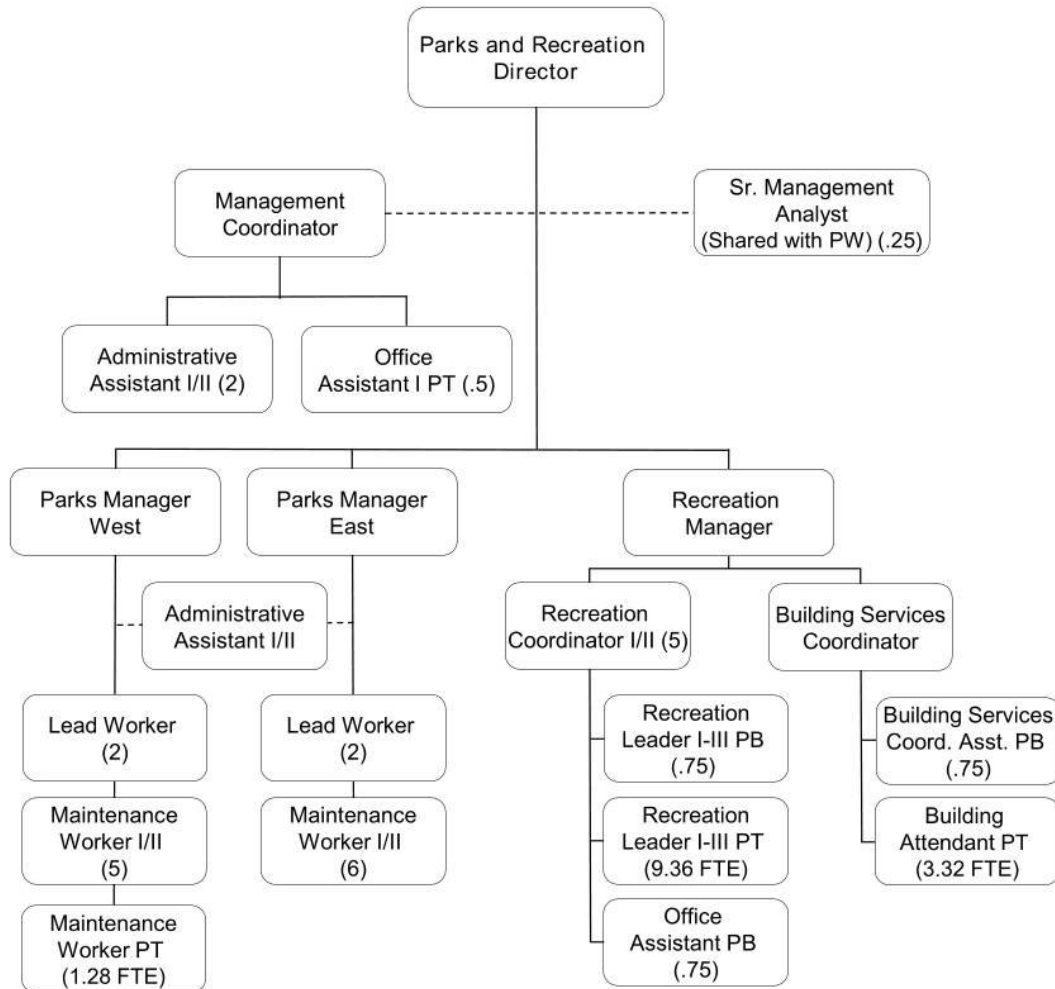 Parks and Recreation
Director
Management
Coordinator
Sr. Management
Analyst
(Shared with PW) (.25)
Administrative
Assistant I/II (2)
Office
Assistant I PT (.5)
Parks Manager
West
Parks Manager
East
Recreation
Manager
Administrative
Assistant I/II
Recreation
Coordinator I/II (5)
Building Services
Coordinator
Lead Worker
(2)
Lead Worker
(2)
Recreation
Leader I-III PB
(.75)
Building Services
Coord. Asst. PB
(.75)
Maintenance
Worker I/II
(5)
Maintenance
Worker I/II
(6)
Recreation
Leader I-III PT
(9.36 FTE)
Building
Attendant PT
(3.32 FTE)
Maintenance
Worker PT
(1.28 FTE)
Office
Assistant PB
(.75)